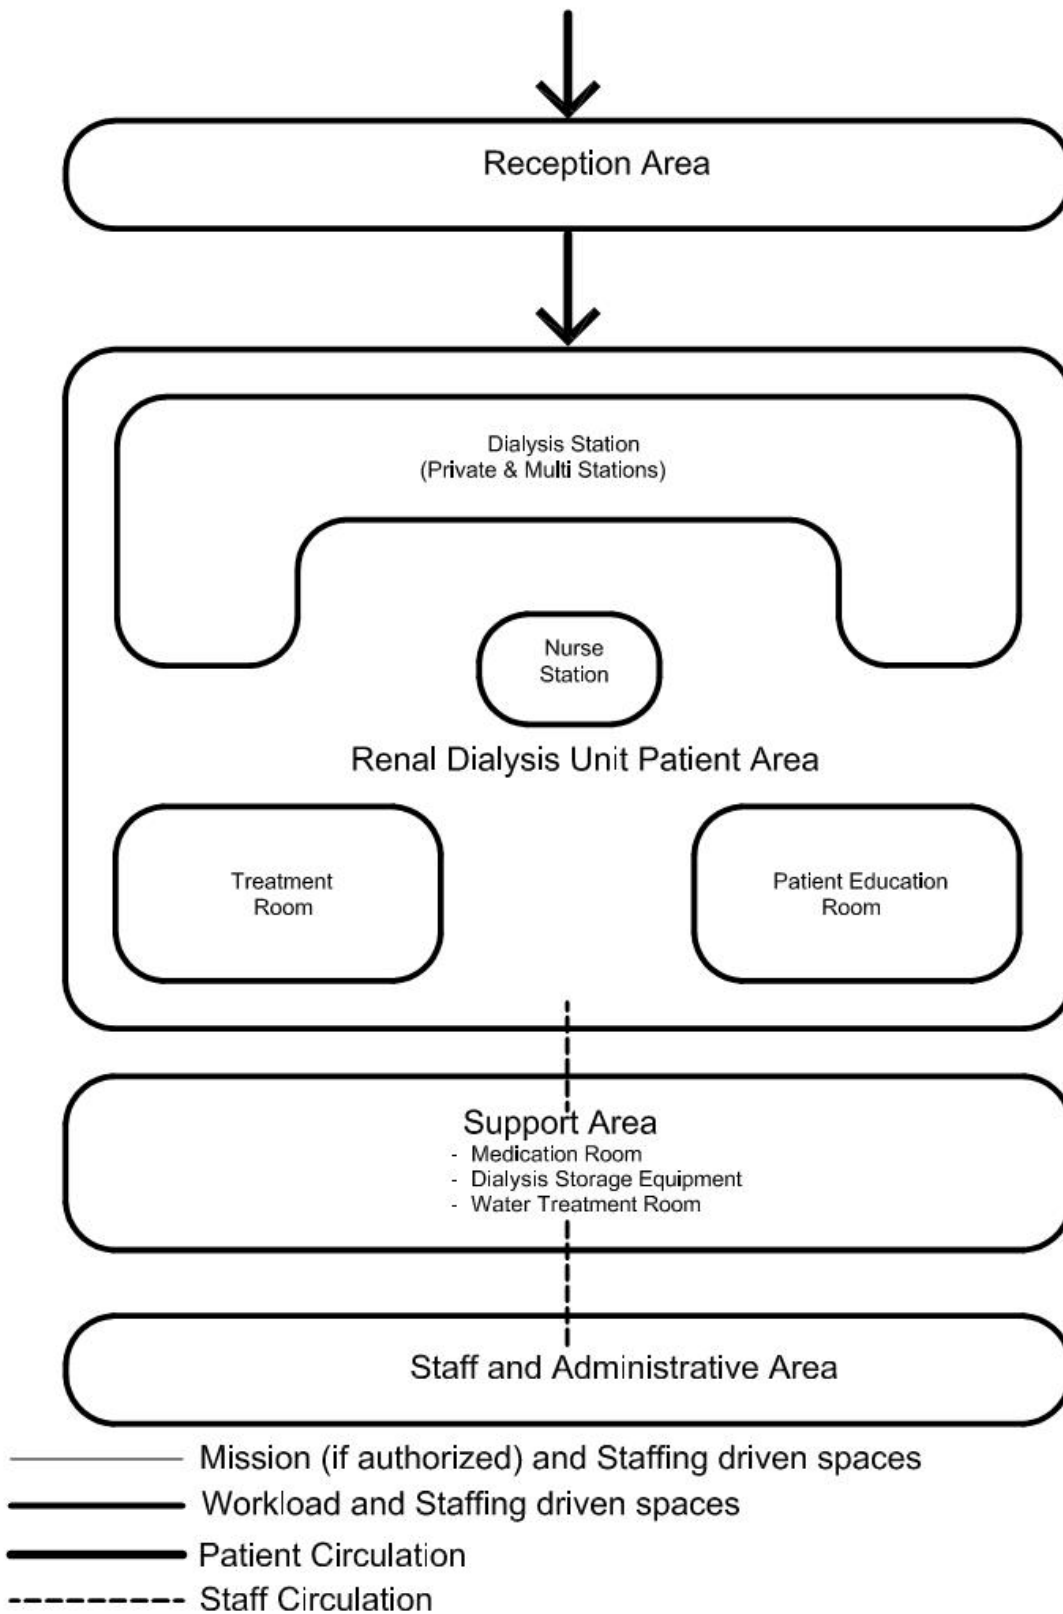 Reception Area
Dialysis Station
(Private & Multi Stations)
Nurse
Station
Renal Dialysis Unit Patient Area
Treatment
Room
Patient Education
Room
Support Area
- Medication Room
- Dialysis Storage Equipment
- Water Treatment Room
Staff and Administrative Area
Mission (if authorized) and Staffing driven spaces
Workload and Staffing driven spaces
Patient Circulation
Staff Circulation